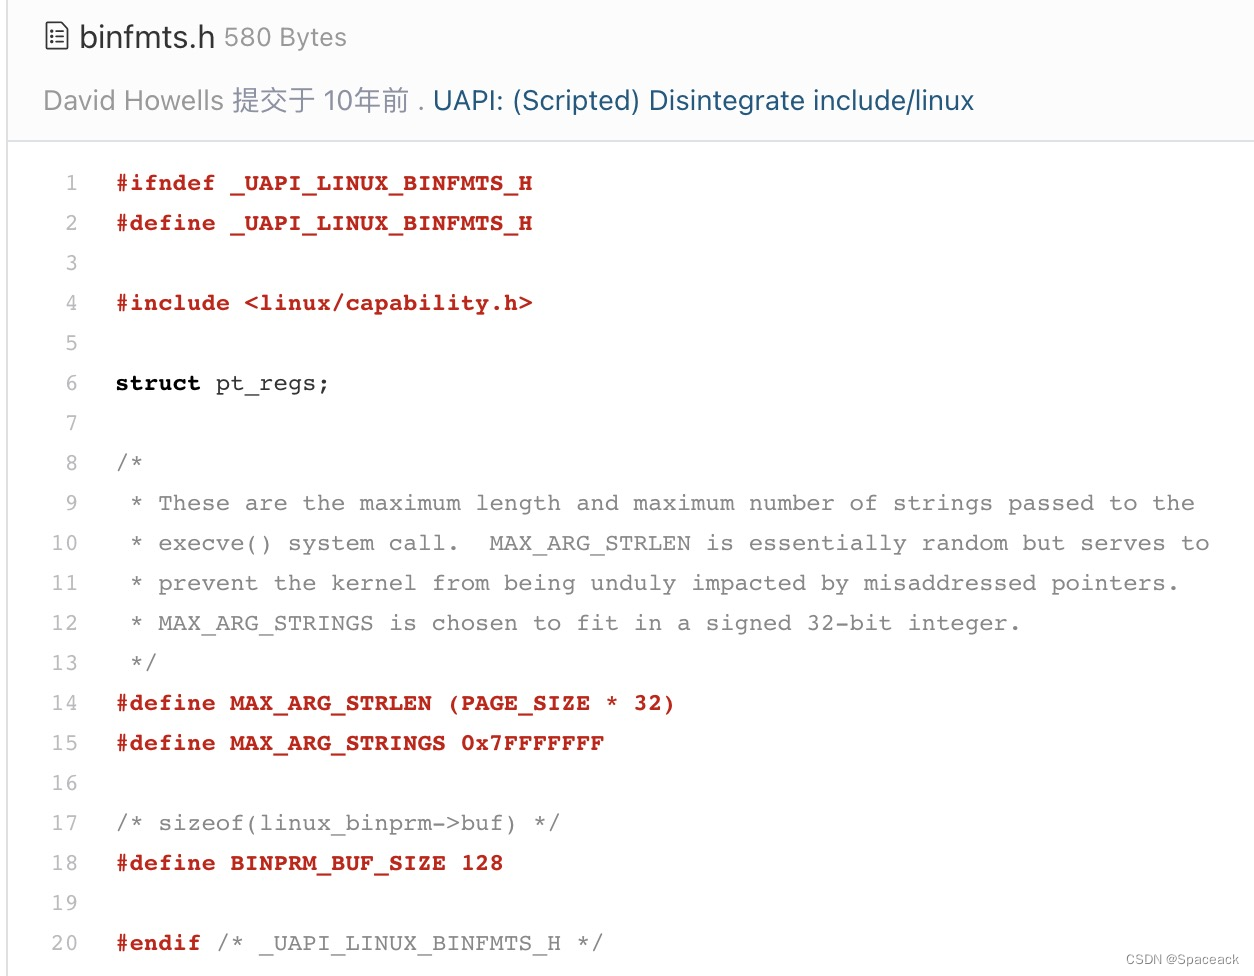 binfmts.h 580 Bytes
David Howells 提交于 10年前 . UAPI: (Scripted) Disintegrate include/linux
1 #ifndef _UAPI_LINUX_BINFMTS_H
2 #define _UAPI_LINUX_BINFMTS_H
3
4 #include <linux/capability.h>
5
6 struct pt_regs;
7
8 /*
9  * These are the maximum length and maximum number of strings passed to the
10  * execve() system call.  MAX_ARG_STRLEN is essentially random but serves to
11  * prevent the kernel from being unduly impacted by misaddressed pointers.
12  * MAX_ARG_STRINGS is chosen to fit in a signed 32-bit integer.
13  */
14 #define MAX_ARG_STRLEN (PAGE_SIZE * 32)
15 #define MAX_ARG_STRINGS 0x7FFFFFFF
16
17 /* sizeof(linux_binprm->buf) */
18 #define BINPRM_BUF_SIZE 128
19
20 #endif /* _UAPI_LINUX_BINFMTS_H */
CSDN @Spaceack